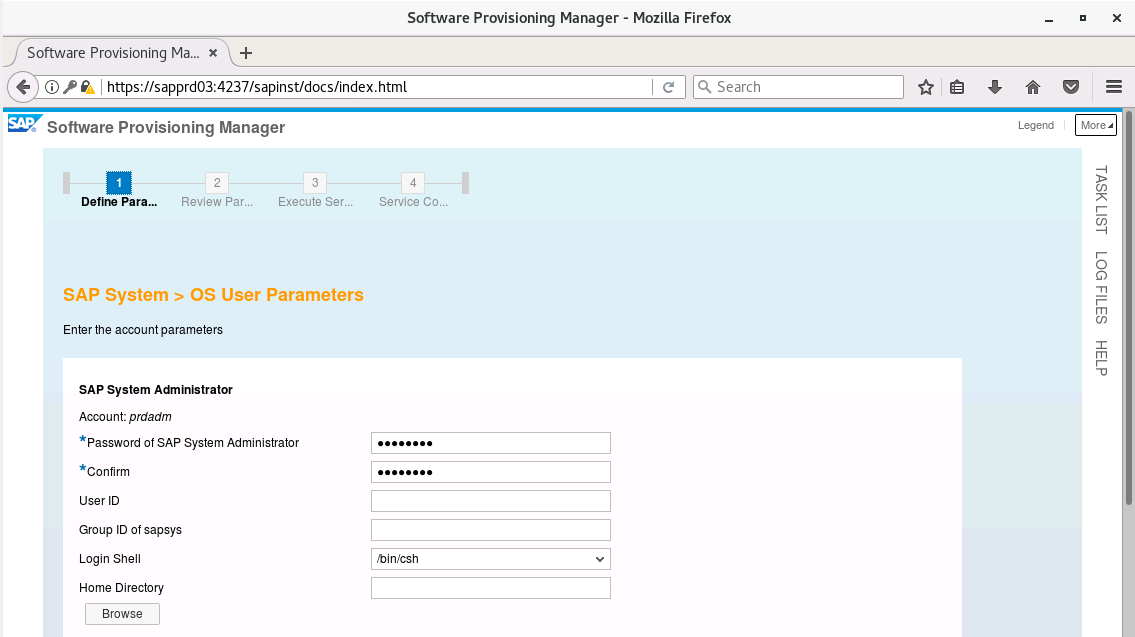 Software Provisioning Manager - Mozilla Firefox
Software Provisioning Ma...
https://sapprd03:4237/sapinst/docs/index.html
Search
SAP Software Provisioning Manager
Legend
More
1
2
3
4
Define Para...
Review Par...
Execute Ser...
Service Co...
TASK LIST
LOG FILES
HELP
SAP System > OS User Parameters
Enter the account parameters
SAP System Administrator
Account: prdadm
*Password of SAP System Administrator ●●●●●●●●
*Confirm ●●●●●●●●
User ID
Group ID of sapsys
Login Shell /bin/csh
Home Directory
Browse